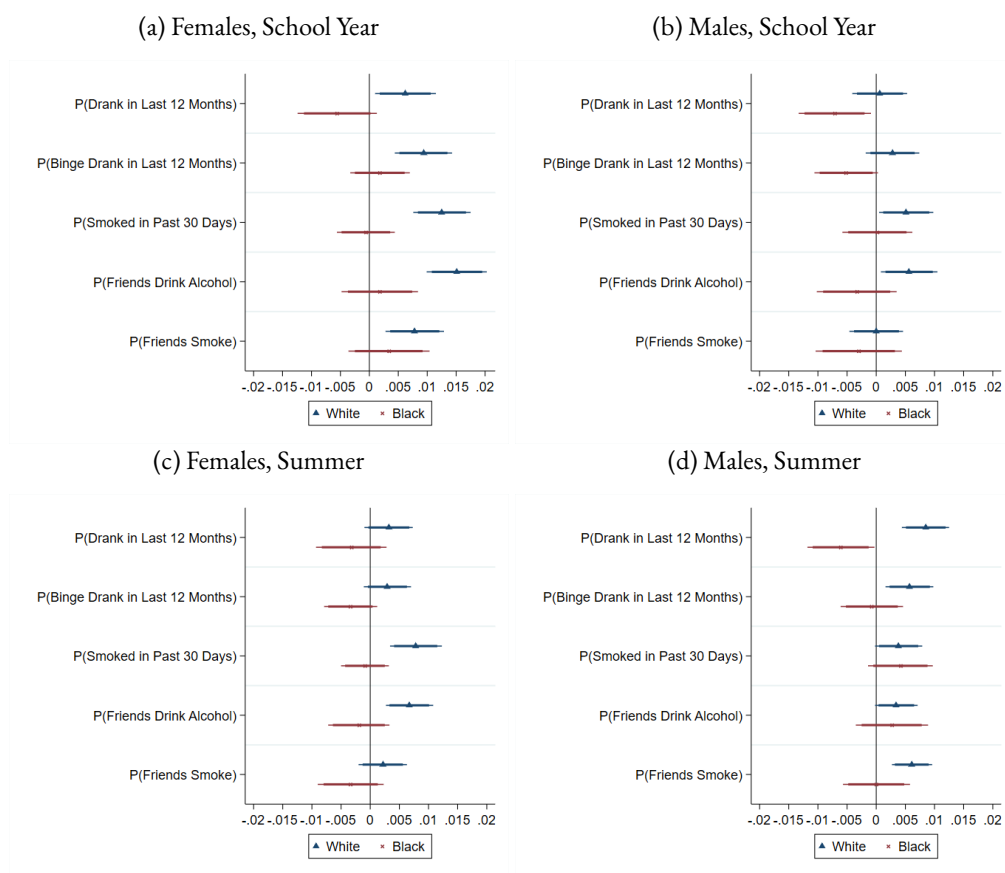 (a) Females, School Year
P(Drank in Last 12 Months)
P(Binge Drank in Last 12 Months)
P(Smoked in Past 30 Days)
P(Friends Drink Alcohol)
P(Friends Smoke)
-.02 -.015 -.01 -.005 0 .005 .01 .015 .02
White Black
(b) Males, School Year
P(Drank in Last 12 Months)
P(Binge Drank in Last 12 Months)
P(Smoked in Past 30 Days)
P(Friends Drink Alcohol)
P(Friends Smoke)
-.02 -.015 -.01 -.005 0 .005 .01 .015 .02
White Black
(c) Females, Summer
P(Drank in Last 12 Months)
P(Binge Drank in Last 12 Months)
P(Smoked in Past 30 Days)
P(Friends Drink Alcohol)
P(Friends Smoke)
-.02 -.015 -.01 -.005 0 .005 .01 .015 .02
White Black
(d) Males, Summer
P(Drank in Last 12 Months)
P(Binge Drank in Last 12 Months)
P(Smoked in Past 30 Days)
P(Friends Drink Alcohol)
P(Friends Smoke)
-.02 -.015 -.01 -.005 0 .005 .01 .015 .02
White Black